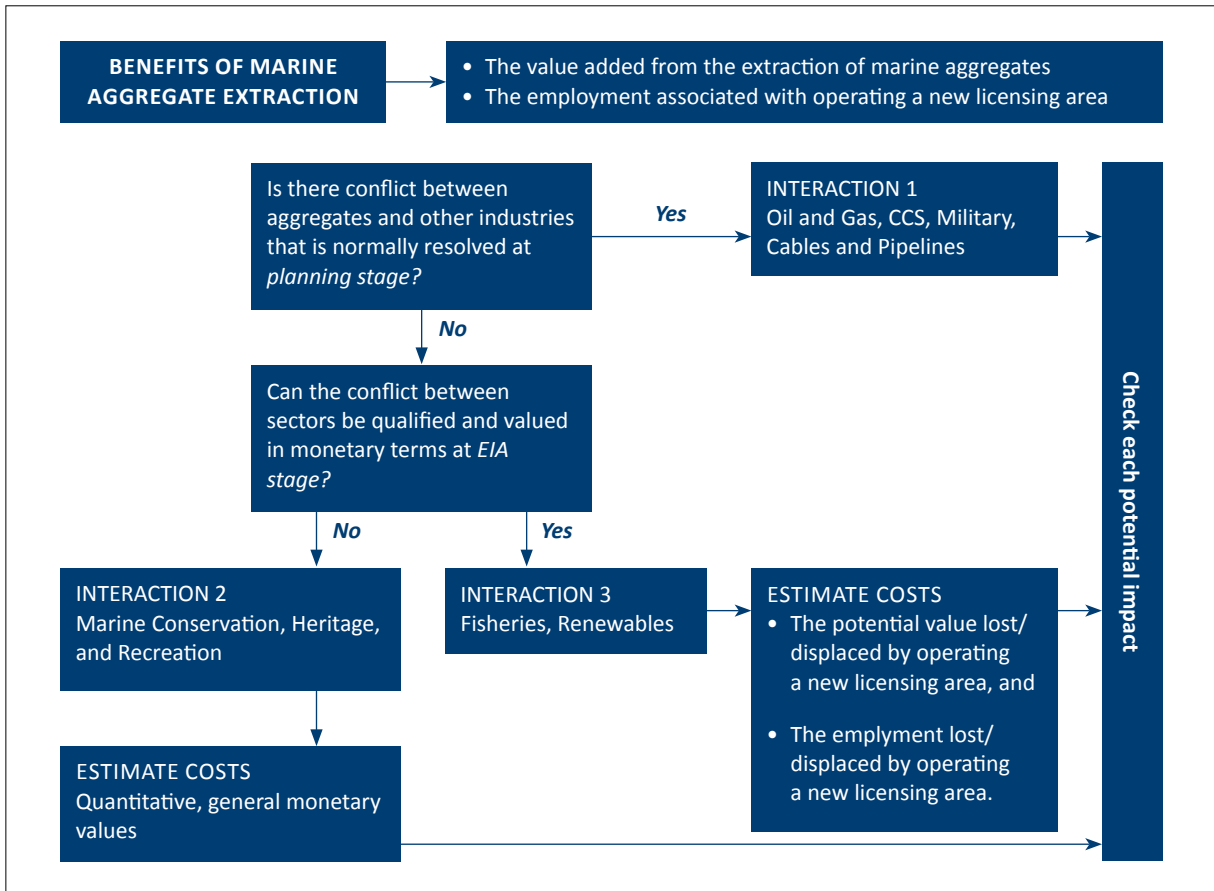 BENEFITS OF MARINE
AGGREGATE EXTRACTION
• The value added from the extraction of marine aggregates
• The employment associated with operating a new licensing area
Is there conflict between
aggregates and other industries
that is normally resolved at
planning stage?
Yes
INTERACTION 1
Oil and Gas, CCS, Military,
Cables and Pipelines
No
Can the conflict between
sectors be qualified and valued
in monetary terms at EIA
stage?
No
Yes
INTERACTION 2
Marine Conservation, Heritage,
and Recreation
INTERACTION 3
Fisheries, Renewables
ESTIMATE COSTS
• The potential value lost/
displaced by operating
a new licensing area, and
• The emplyment lost/
displaced by operating
a new licensing area.
ESTIMATE COSTS
Quantitative, general monetary
values
Check each potential impact